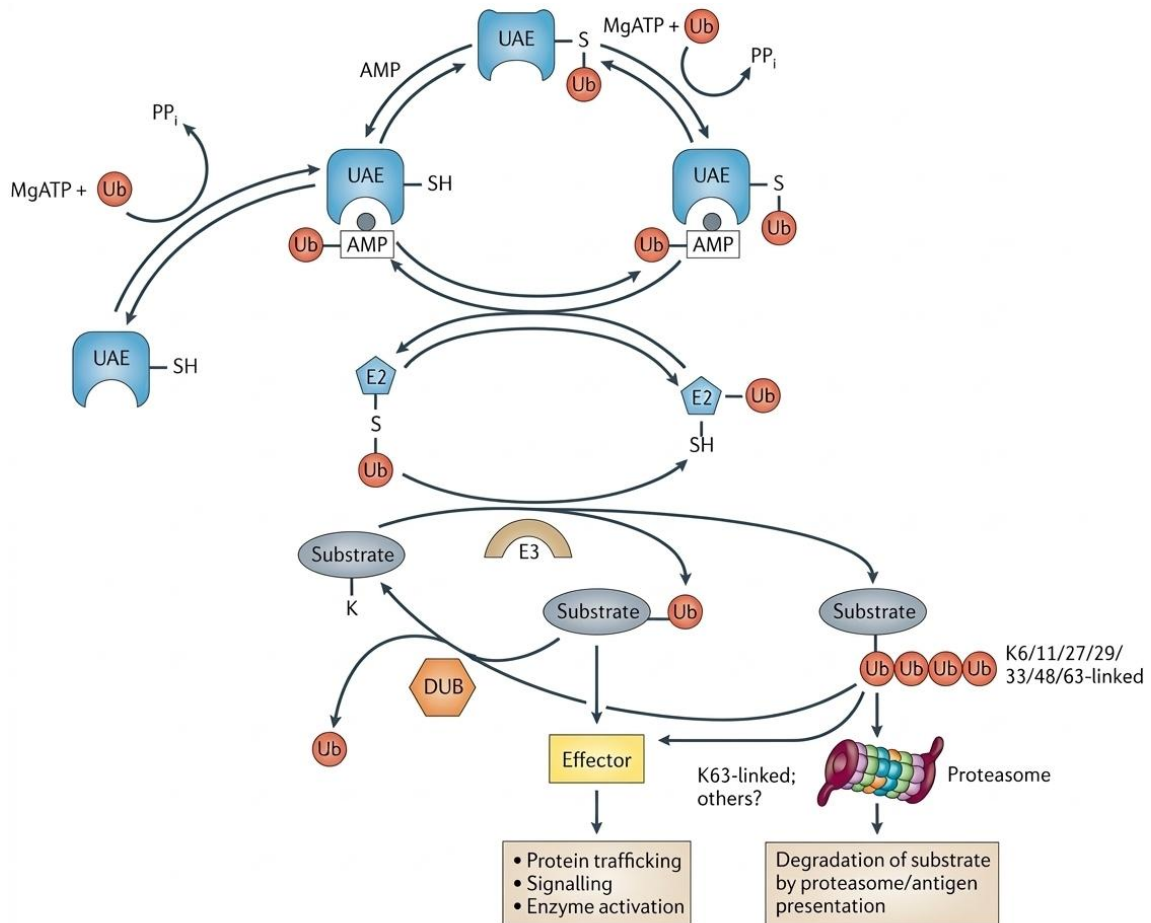 UAE
S
Ub
MgATP + Ub
PPi
AMP
PPi
MgATP + Ub
UAE
SH
Ub
AMP
UAE
S
Ub
Ub
AMP
UAE
SH
E2
S
Ub
E2
Ub
SH
E3
Substrate
K
Substrate
Ub
Substrate
Ub Ub Ub Ub
K6/11/27/29/
33/48/63-linked
DUB
Ub
Effector
K63-linked;
others?
Proteasome
• Protein trafficking
• Signalling
• Enzyme activation
Degradation of substrate
by proteasome/antigen
presentation